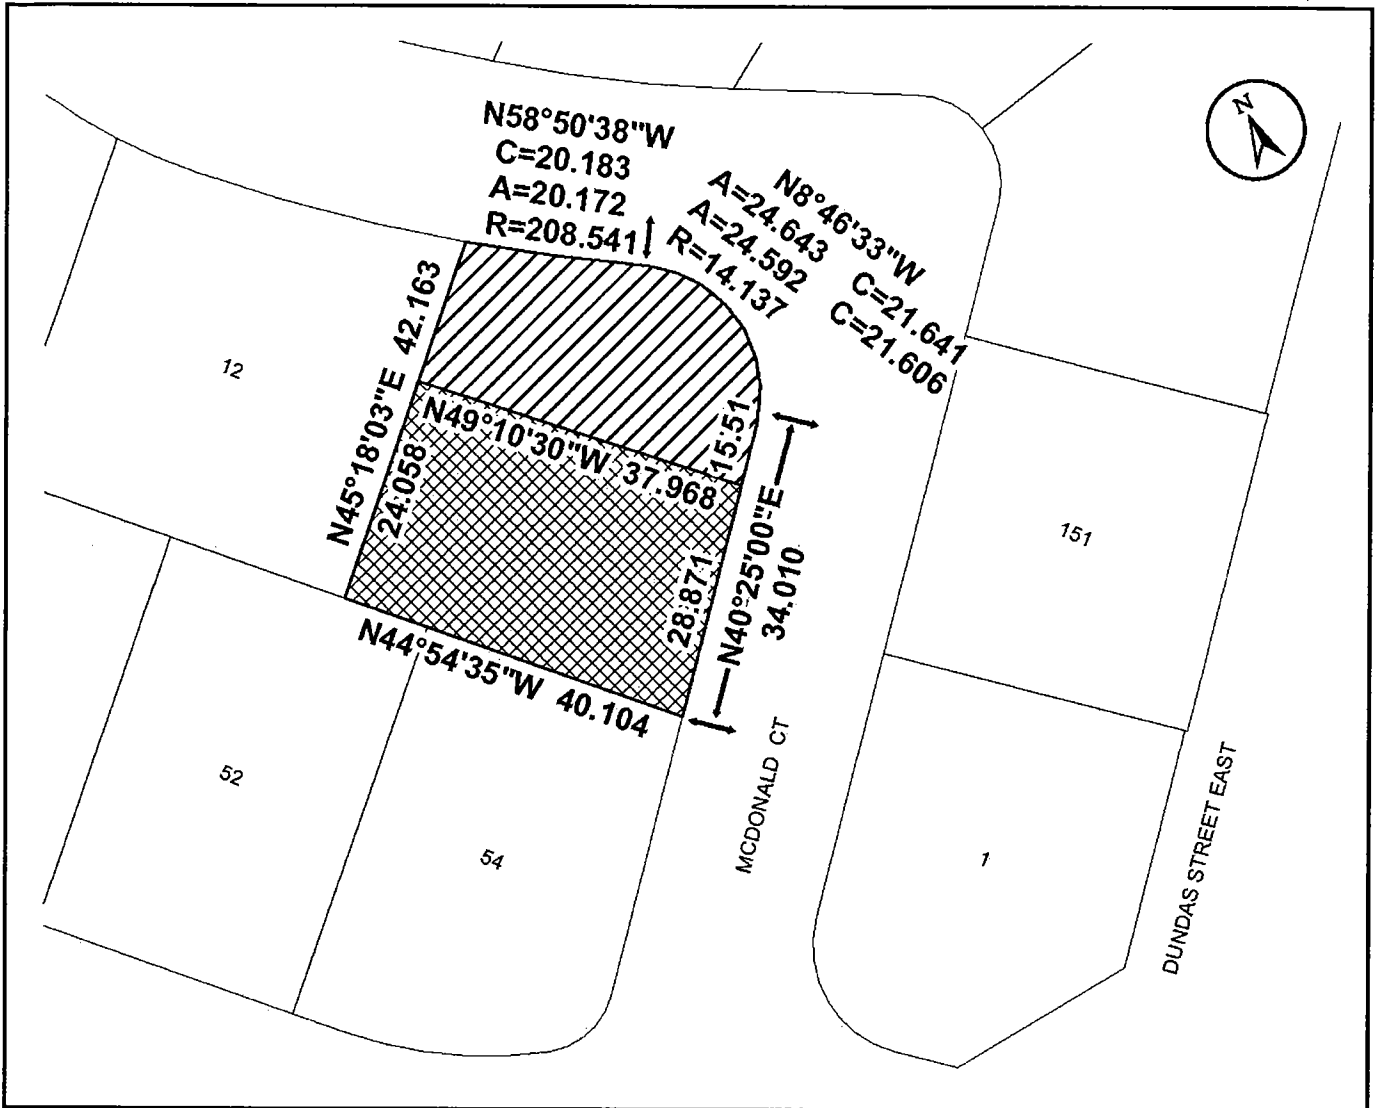 N
N58°50'38"W
C=20.183
A=20.172
R=208.541
N8°46'33"W
A=24.643 C=21.641
A=24.592 C=21.606
R=14.137
N45°18'03"E 42.163
24.058
N49°10'30"W 37.968
15.51
28.871
N40°25'00"E
34.010
N44°54'35"W 40.104
12
151
52
54
1
MCDONALD CT
DUNDAS STREET EAST